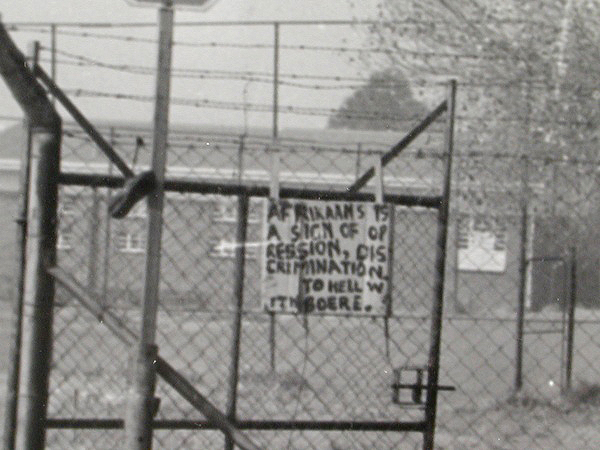 AFRIKAANS IS
A SIGN OF OP
RESSION, DIS
CRIMINATION.
TO HELL W
ITH BOERE.